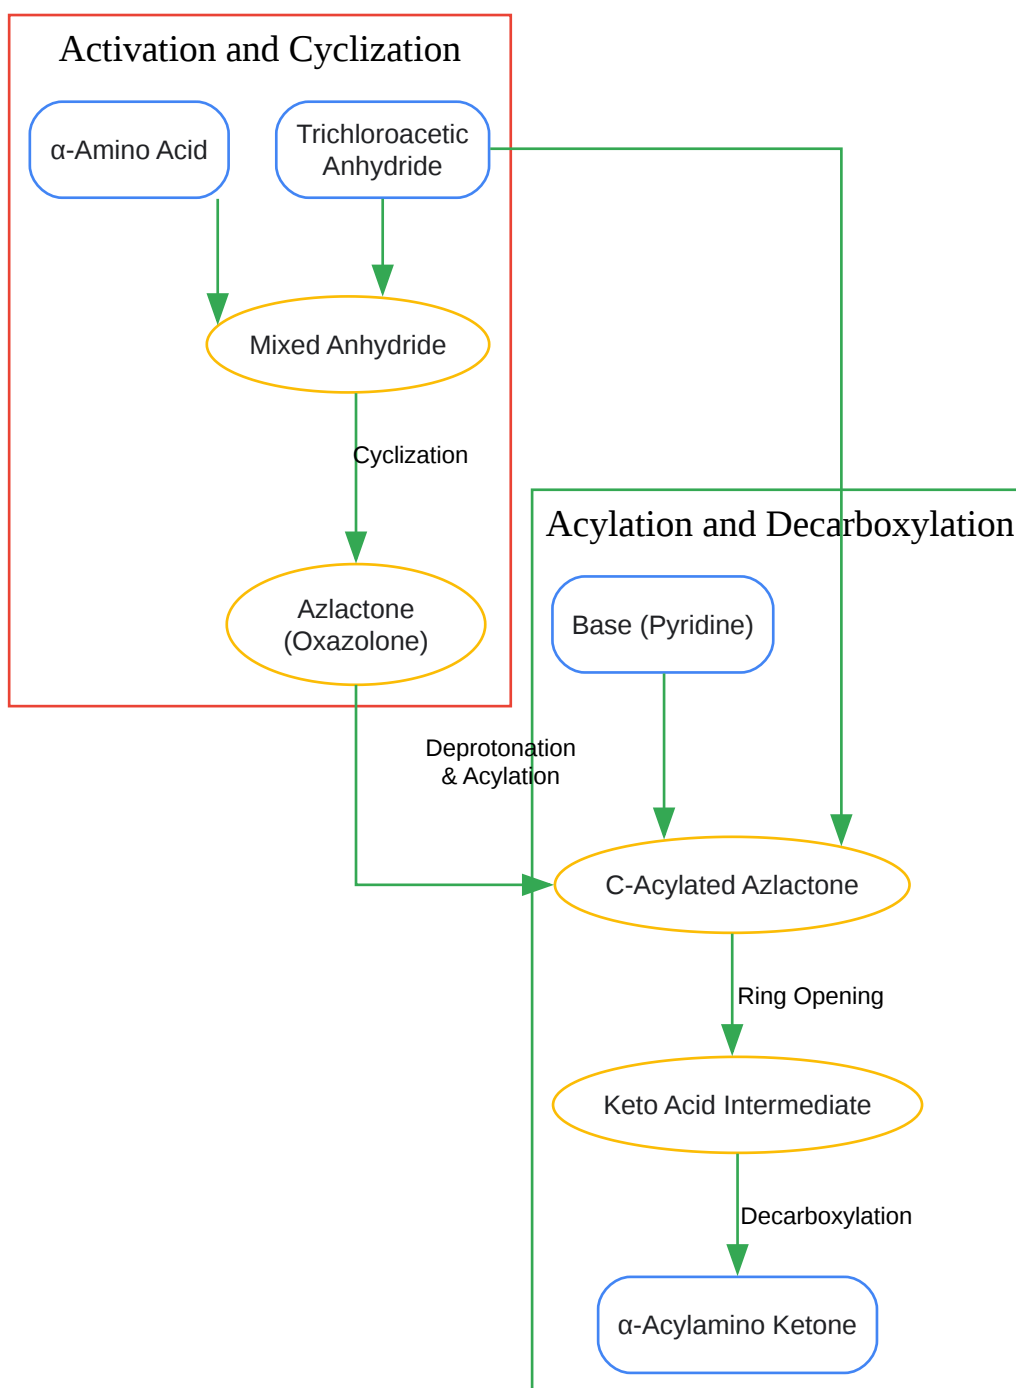 Activation and Cyclization
α-Amino Acid
Trichloroacetic
Anhydride
Mixed Anhydride
Cyclization
Azlactone
(Oxazolone)
Acylation and Decarboxylation
Base (Pyridine)
Deprotonation
& Acylation
C-Acylated Azlactone
Ring Opening
Keto Acid Intermediate
Decarboxylation
α-Acylamino Ketone